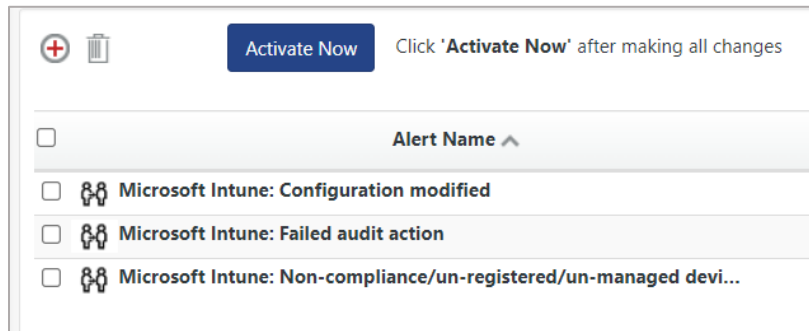 Activate Now
Click 'Activate Now' after making all changes
Alert Name
Microsoft Intune: Configuration modified
Microsoft Intune: Failed audit action
Microsoft Intune: Non-compliance/un-registered/un-managed devi...